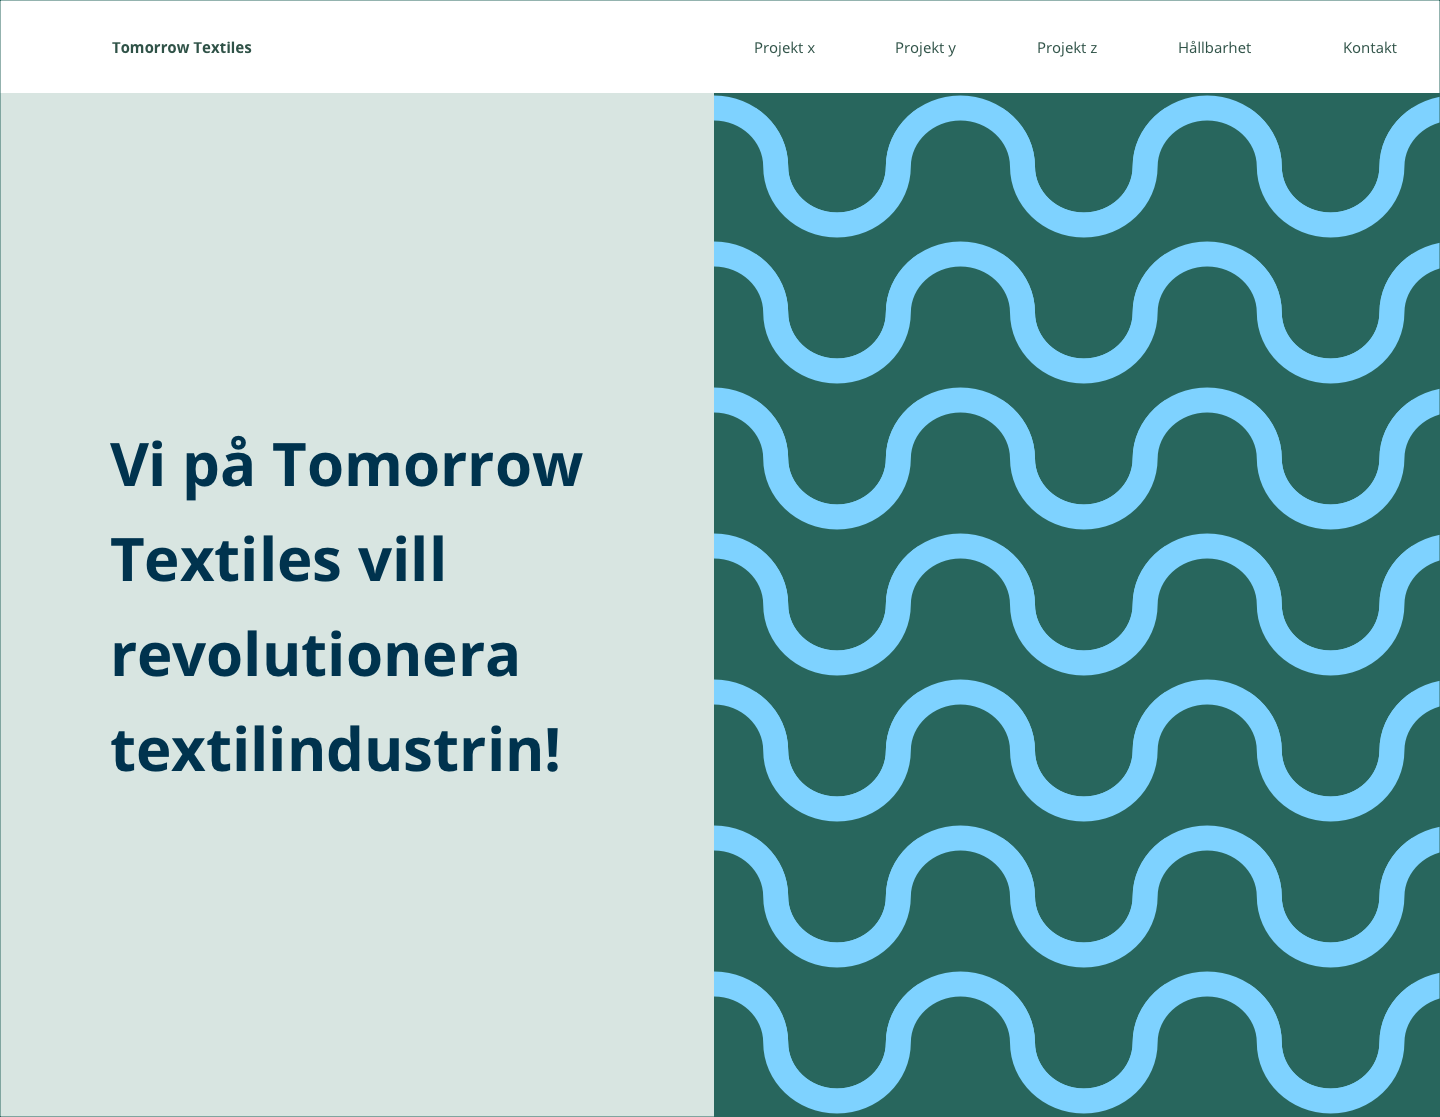 Tomorrow Textiles
Projekt x
Projekt y
Projekt z
Hållbarhet
Kontakt
Vi på Tomorrow
Textiles vill
revolutionera
textilindustrin!